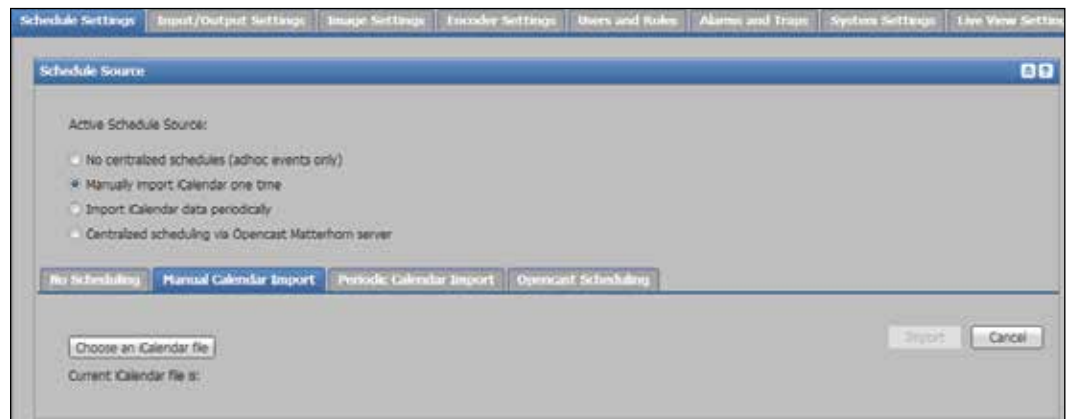 Schedule Settings Input/Output Settings Image Settings Encoder Settings Users and Roles Alarms and Traps System Settings Live View Settin
Schedule Source
Active Schedule Source:
No centralized schedules (adhoc events only)
Manually import iCalendar one time
Import iCalendar data periodically
Centralized scheduling via Opencast Matterhorn server
No Scheduling Manual Calendar Import Periodic Calendar Import Opencast Scheduling
Choose an iCalendar file Import Cancel
Current iCalendar file is: